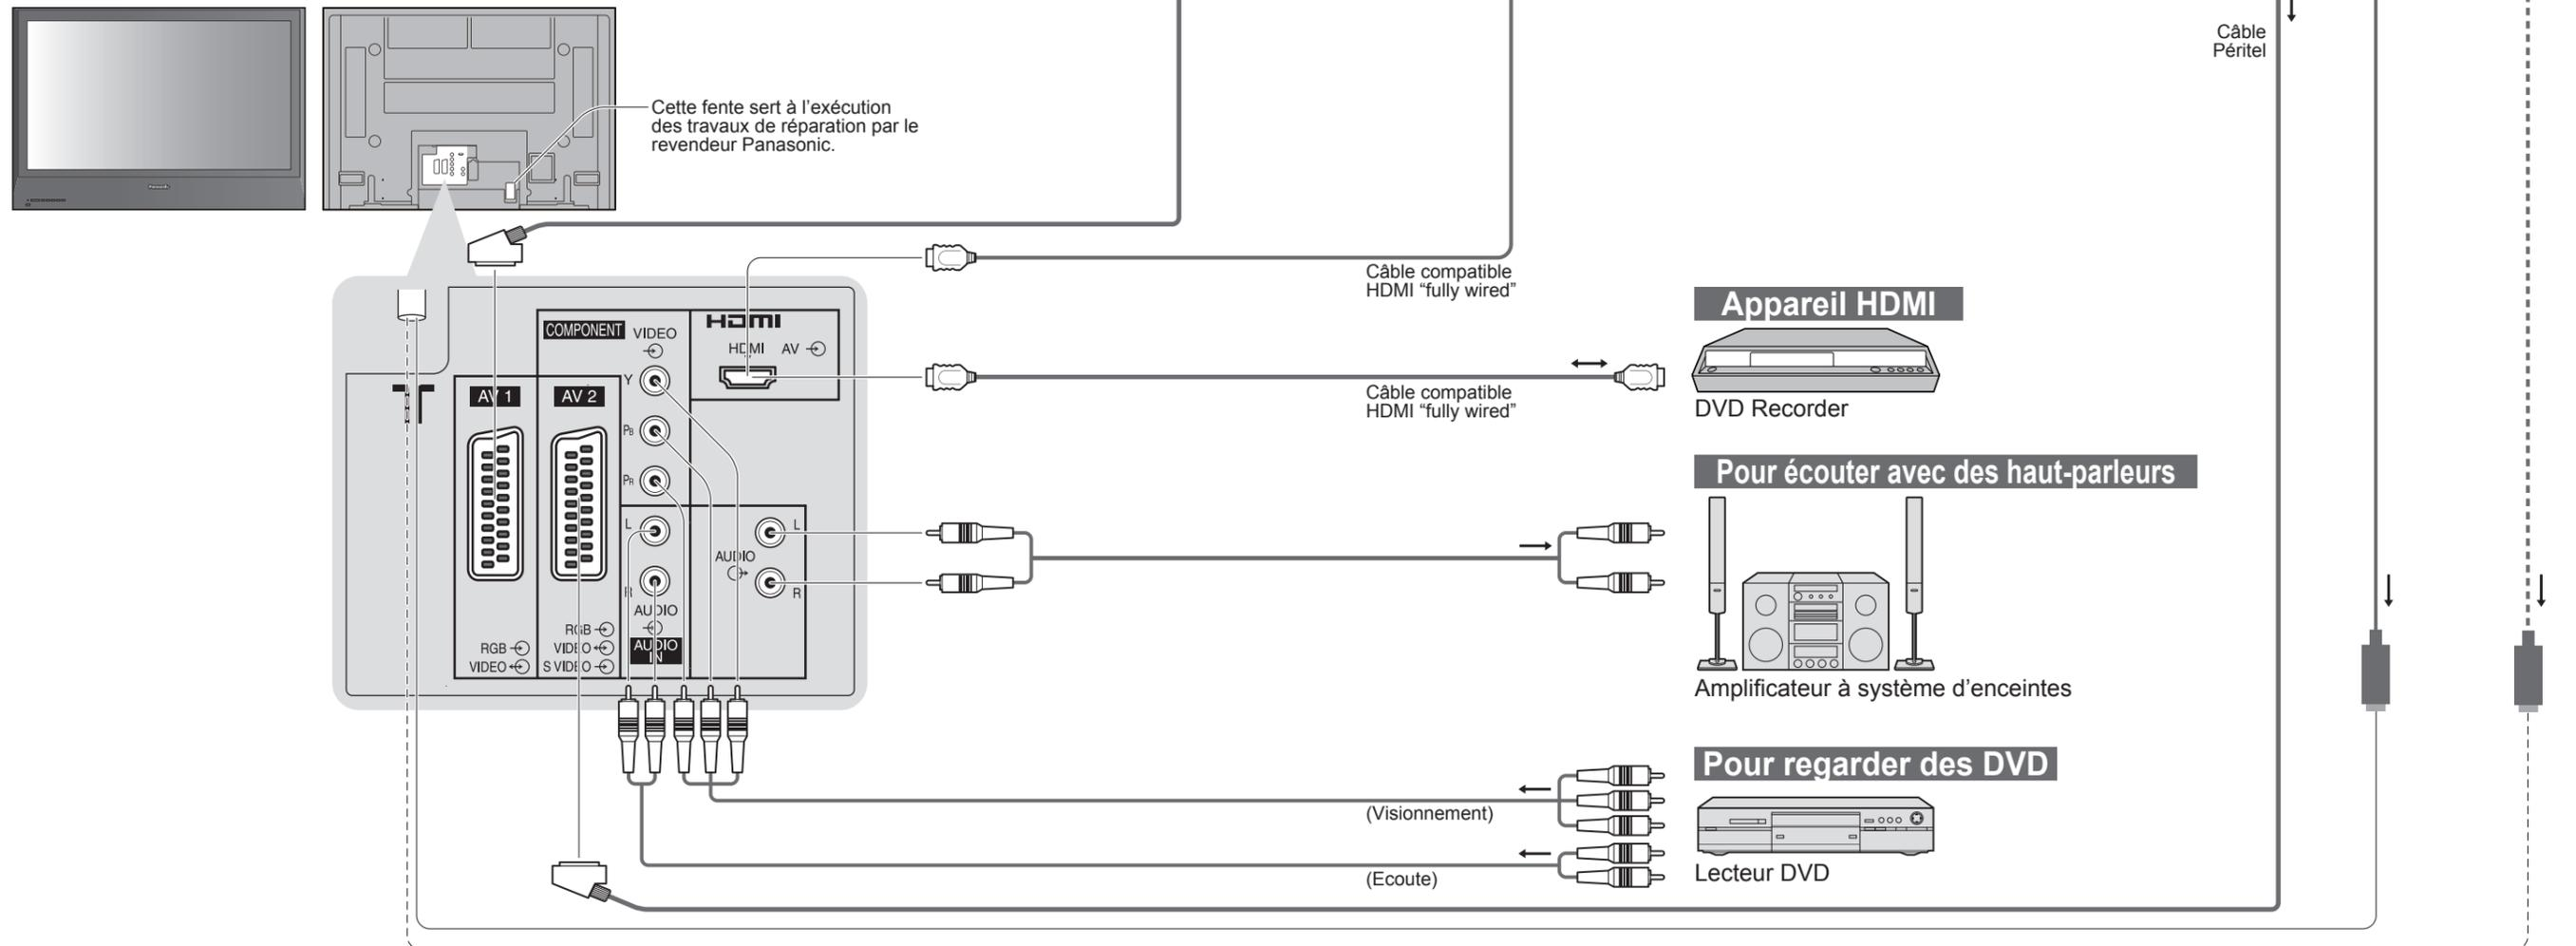 Câble
Péritel
Cette fente sert à l’exécution
des travaux de réparation par le
revendeur Panasonic.
Câble compatible
HDMI “fully wired”
Appareil HDMI
DVD Recorder
Câble compatible
HDMI “fully wired”
Pour écouter avec des haut-parleurs
Amplificateur à système d’enceintes
Pour regarder des DVD
Lecteur DVD
(Visionnement)
(Ecoute)
COMPONENT
VIDEO
HDMI
HDMI AV
Y
PB
PR
AV 1
AV 2
L
R
AUDIO
AUDIO
IN
L
AUDIO
R
RGB
VIDEO
RGB
VIDEO
S VIDEO
Panasonic